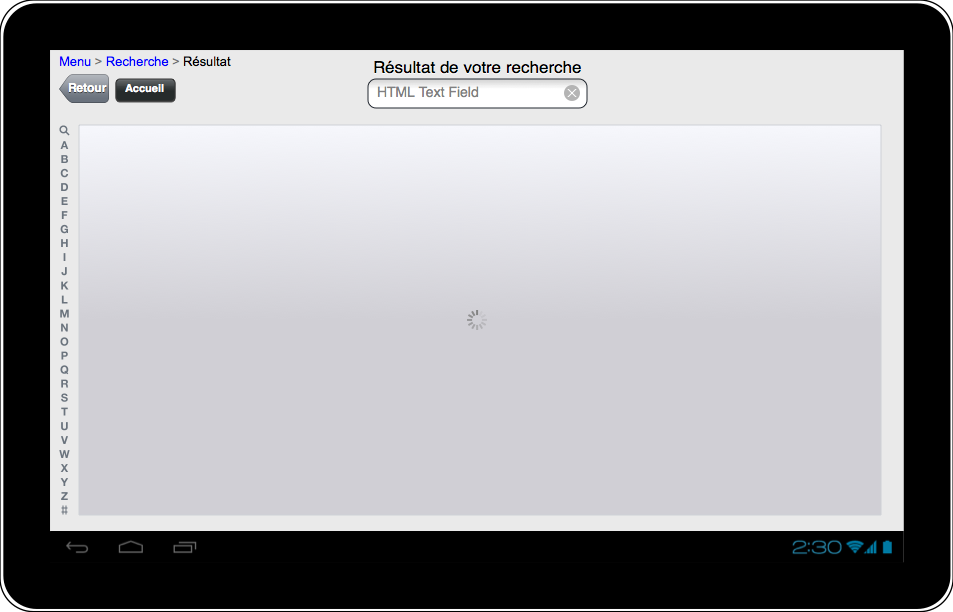 Menu > Recherche > Résultat
Résultat de votre recherche
Retour
Accueil
HTML Text Field
A
B
C
D
E
F
G
H
I
J
K
L
M
N
O
P
Q
R
S
T
U
V
W
X
Y
Z
#
2:30